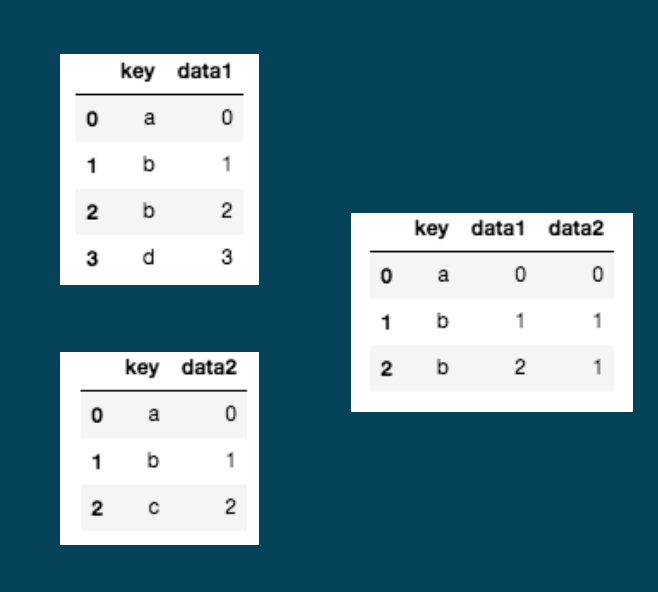 key data1
0 a 0
1 b 1
2 b 2
3 d 3
key data2
0 a 0
1 b 1
2 c 2
key data1 data2
0 a 0 0
1 b 1 1
2 b 2 1